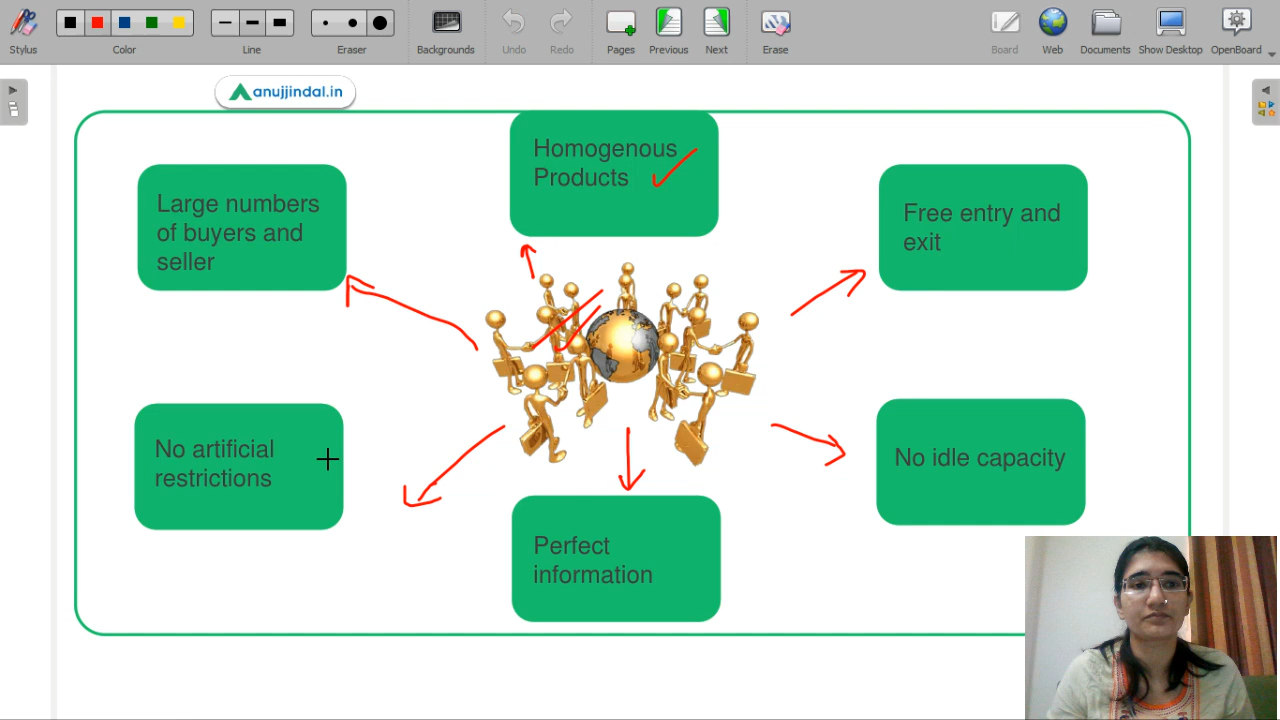 Stylus
Color
Line
Eraser
Backgrounds
Undo
Redo
Pages
Previous
Next
Erase
Board
Web
Documents
Show Desktop
OpenBoard
anujjindal.in
Homogenous
Products
Large numbers
of buyers and
seller
Free entry and
exit
No artificial
restrictions
No idle capacity
Perfect
information